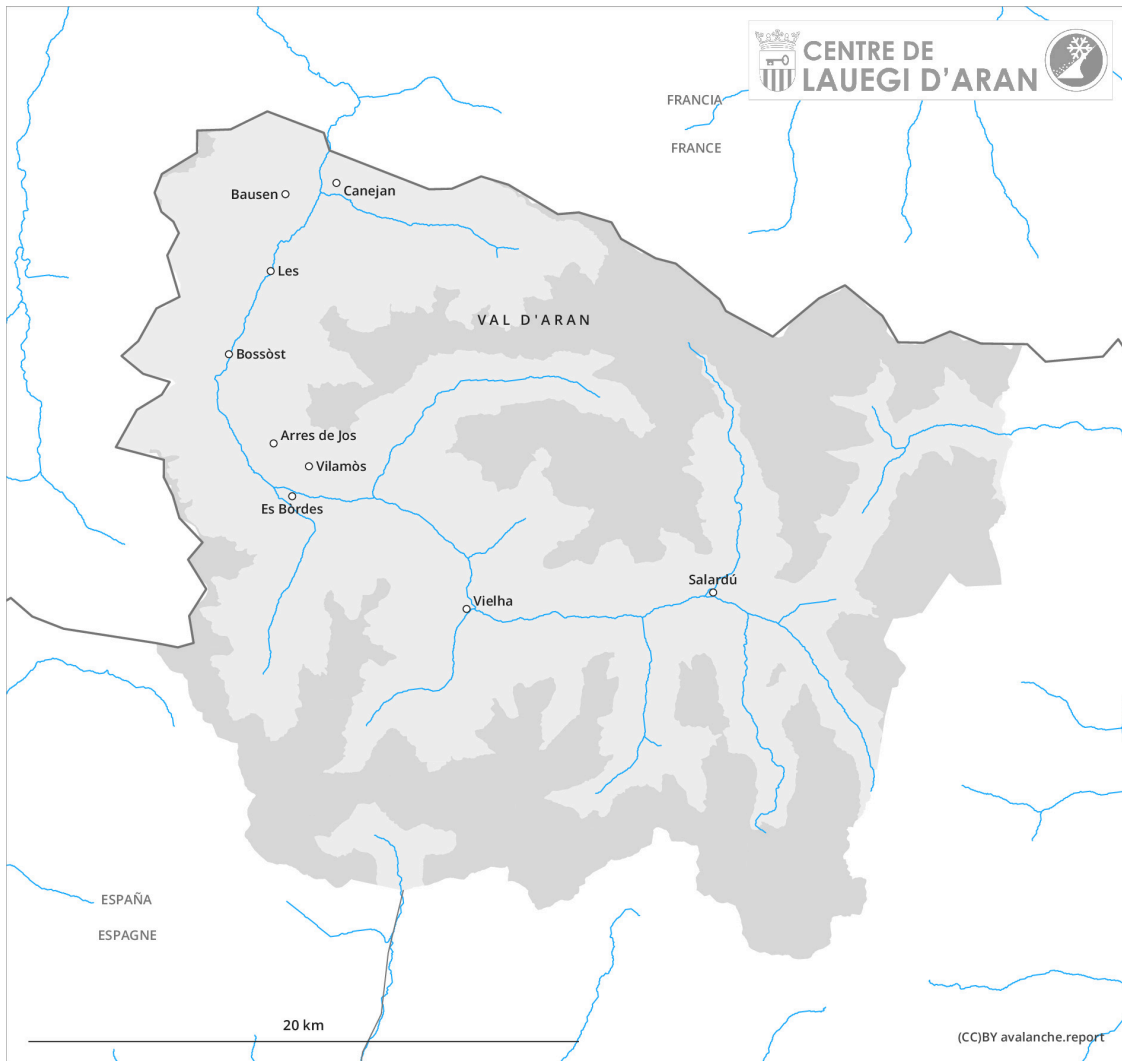 CENTRE DE
LAUEGI D'ARAN
FRANCIA
FRANCE
Bausen
Canejan
Les
VAL D'ARAN
Bossòst
Arres de Jos
Vilamòs
Es Bòrdes
Salardú
Vielha
ESPAÑA
ESPAGNE
20 km
(CC)BY avalanche.report